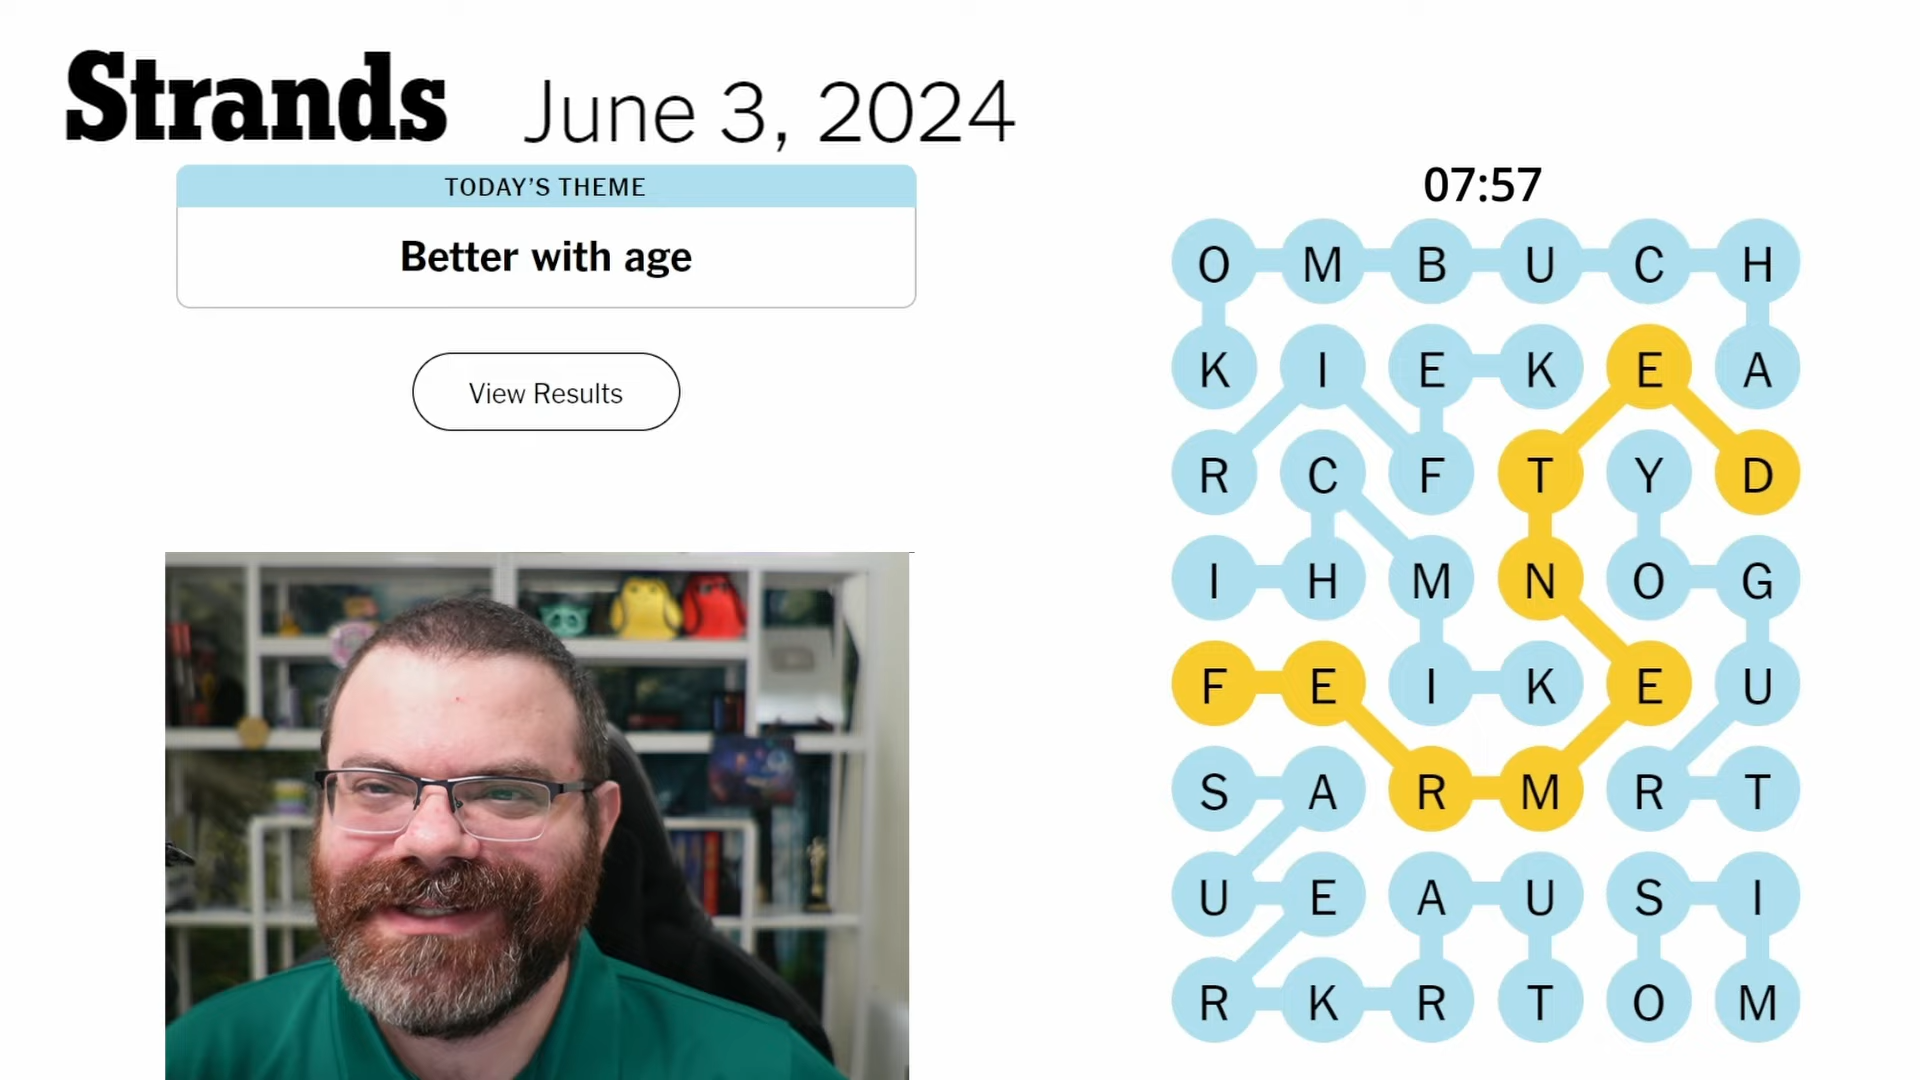 Strands June 3, 2024
TODAY'S THEME
Better with age
View Results
07:57
O M B U C H
K I E K E A
R C F T Y D
I H M N O G
F E I K E U
S A R M R T
U E A U S I
R K R T O M